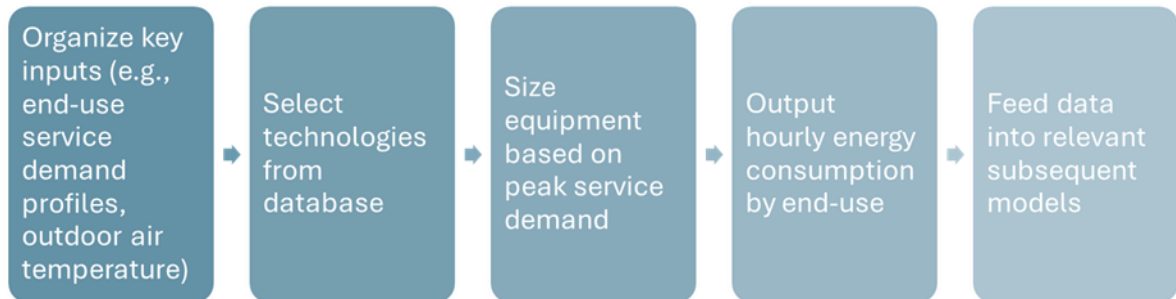 Organize key
inputs (e.g.,
end-use
service
demand
profiles,
outdoor air
temperature)
Select
technologies
from
database
Size
equipment
based on
peak service
demand
Output
hourly energy
consumption
by end-use
Feed data
into relevant
subsequent
models